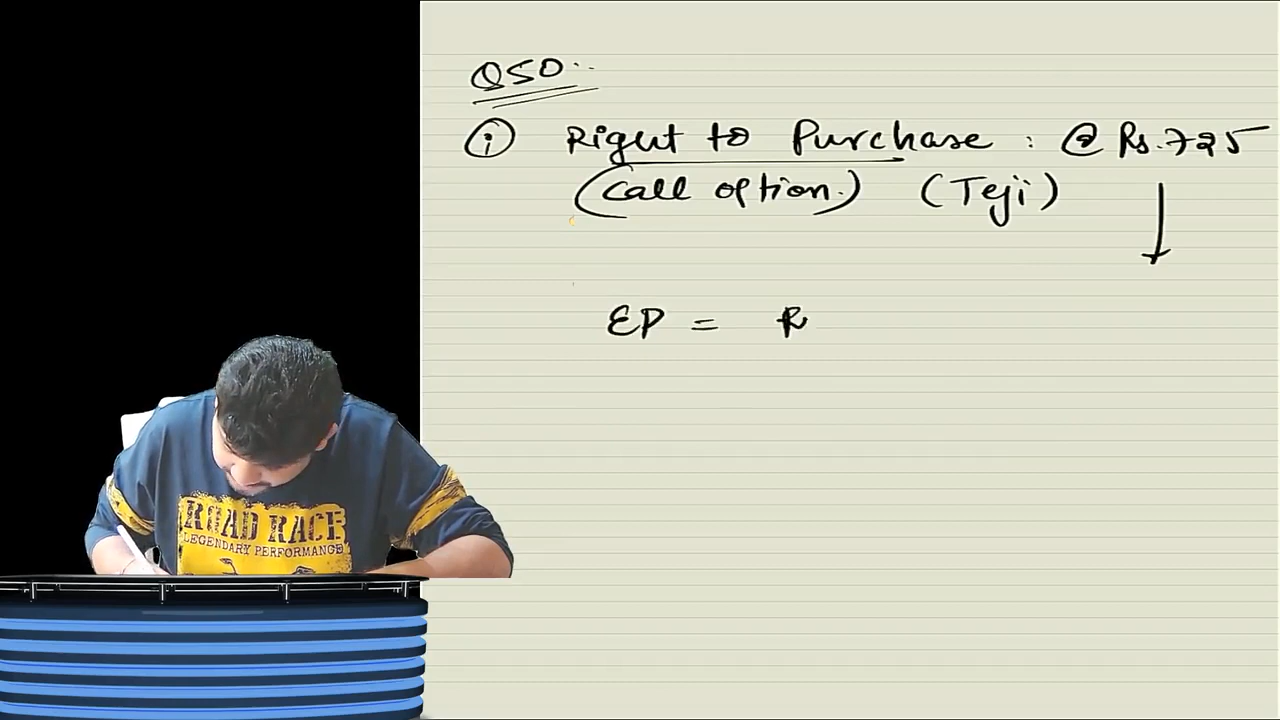 Q50:-
(i) Right to Purchase : @ Rs.725
(Call option.) (Teji)
EP = R
ROAD RACE
LEGENDARY PERFORMANCE